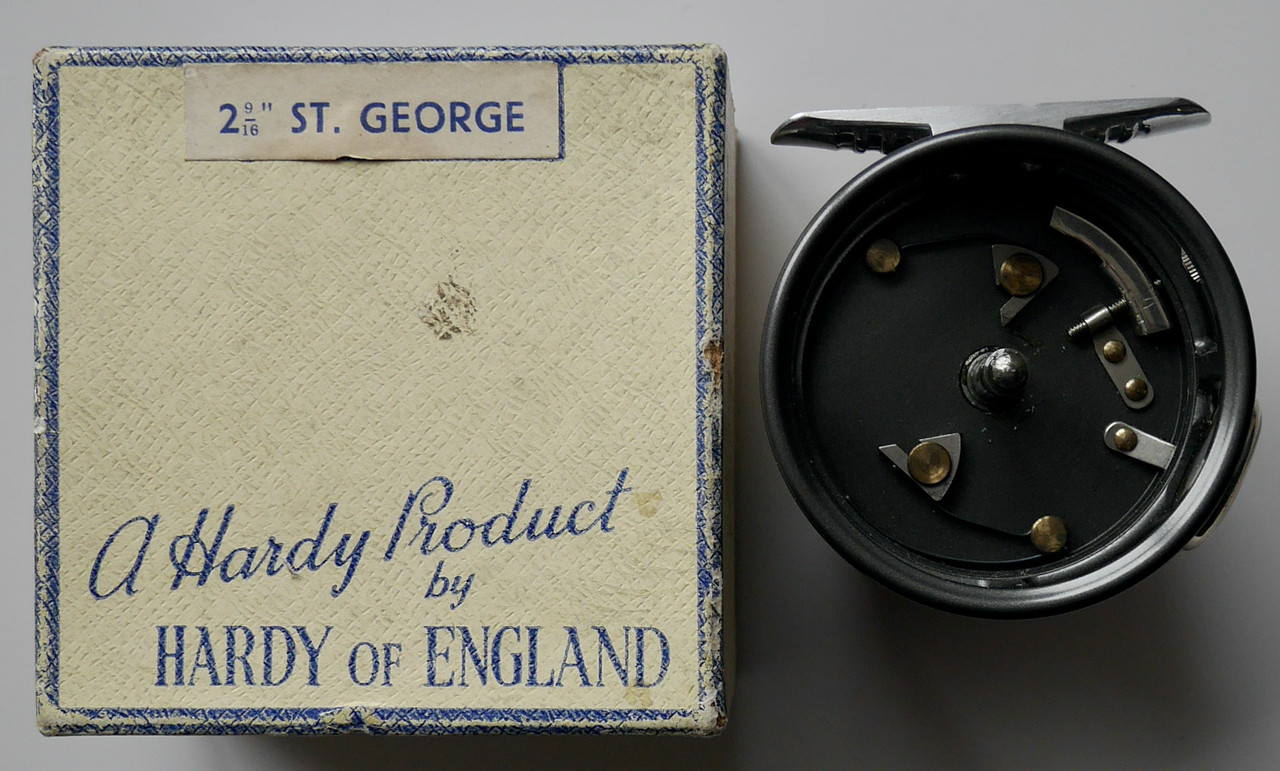 2 9/16" ST. GEORGE
A Hardy Product
by
HARDY OF ENGLAND